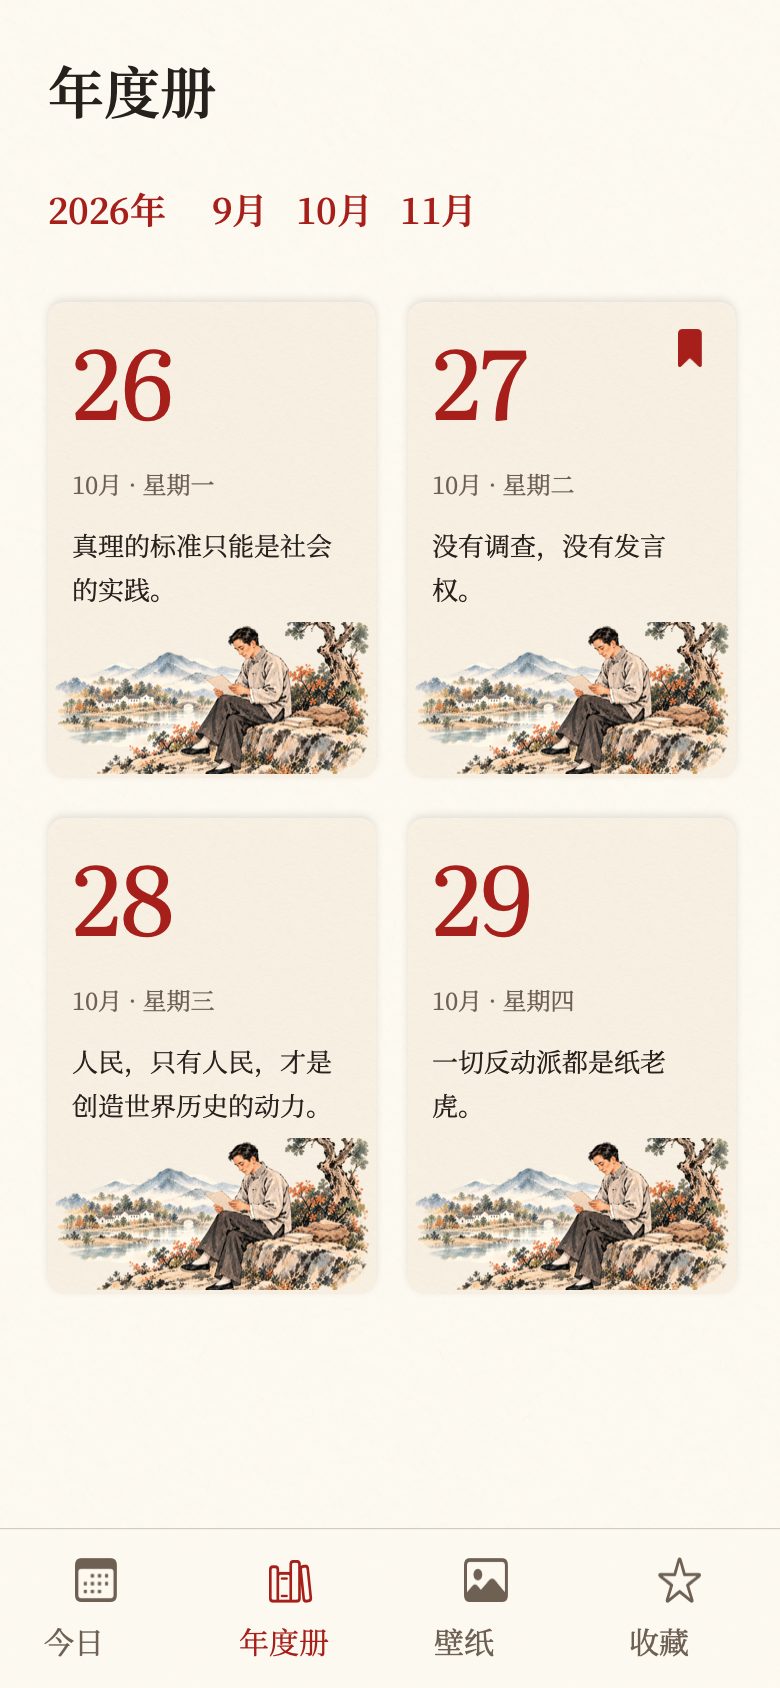 年度册
2026年 9月 10月 11月
26
10月 · 星期一
真理的标准只能是社会
的实践。
27
10月 · 星期二
没有调查，没有发言
权。
28
10月 · 星期三
人民，只有人民，才是
创造世界历史的动力。
29
10月 · 星期四
一切反动派都是纸老
虎。
今日 年度册 壁纸 收藏